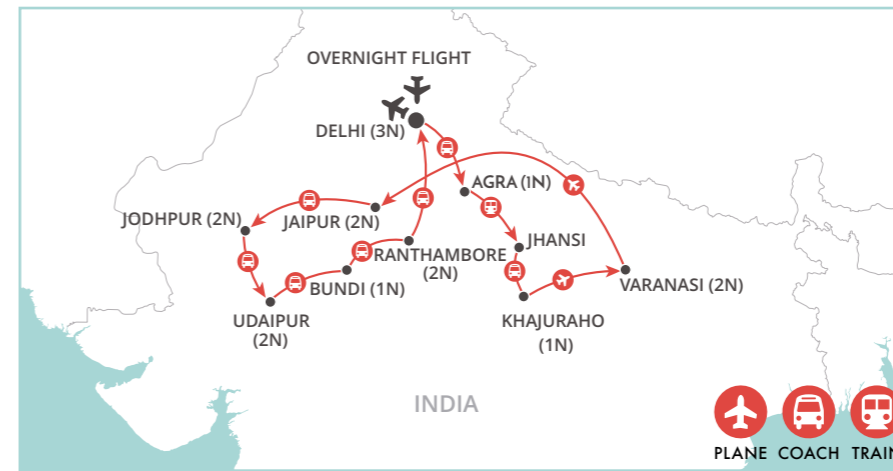 OVERNIGHT FLIGHT
DELHI (3N)
AGRA (1N)
JODHPUR (2N)
JAIPUR (2N)
JHANSI
RANTHAMBORE
(2N)
BUNDI (1N)
VARANASI (2N)
UDAIPUR
(2N)
KHAJURAHO
(1N)
INDIA
PLANE COACH TRAIN